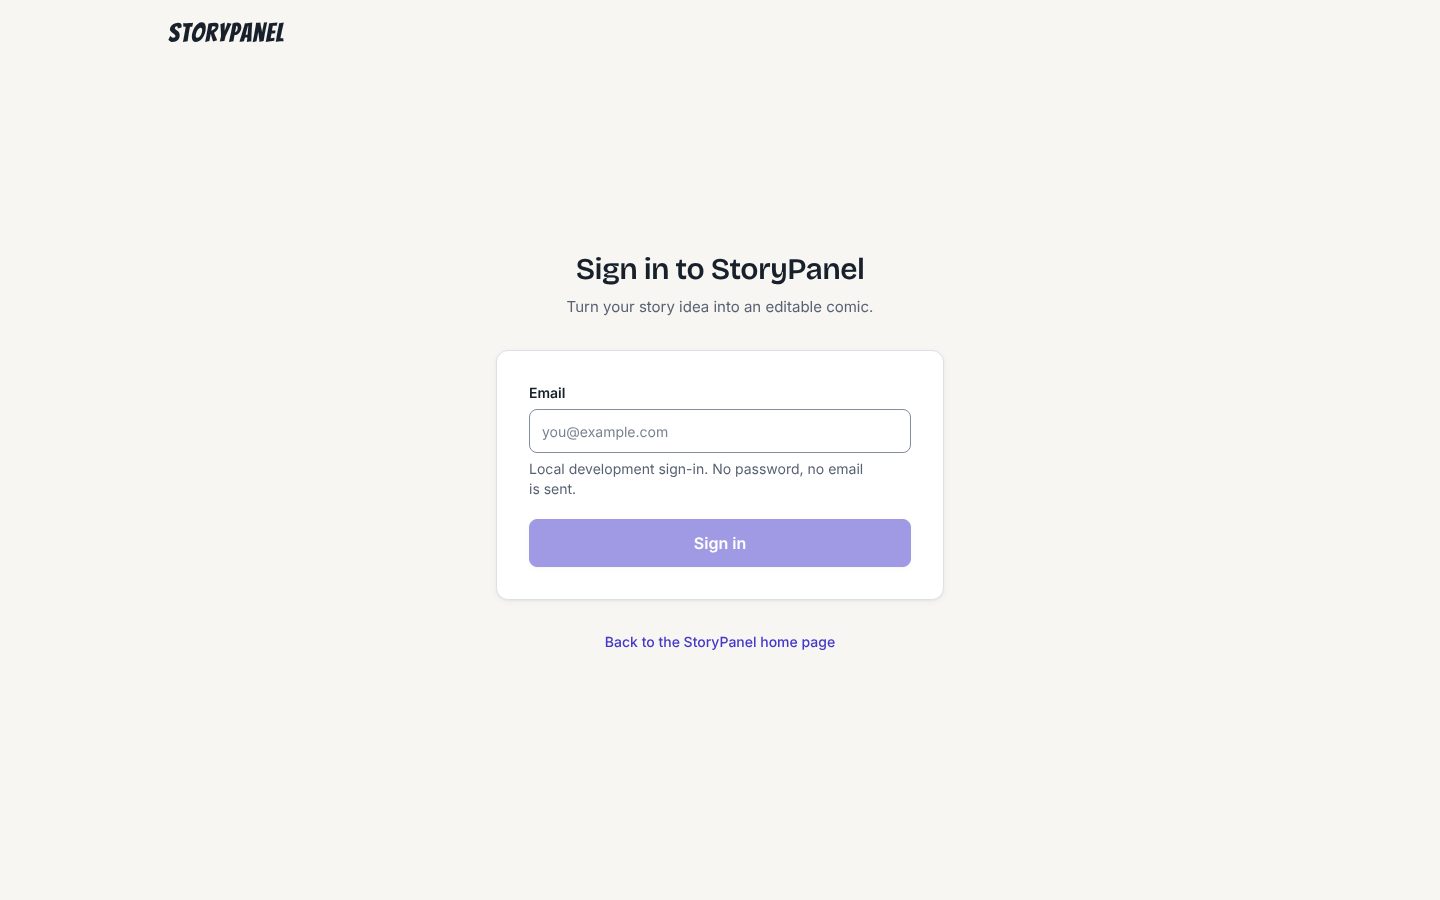 STORYPANEL
Sign in to StoryPanel
Turn your story idea into an editable comic.
Email
you@example.com
Local development sign-in. No password, no email
is sent.
Sign in
Back to the StoryPanel home page